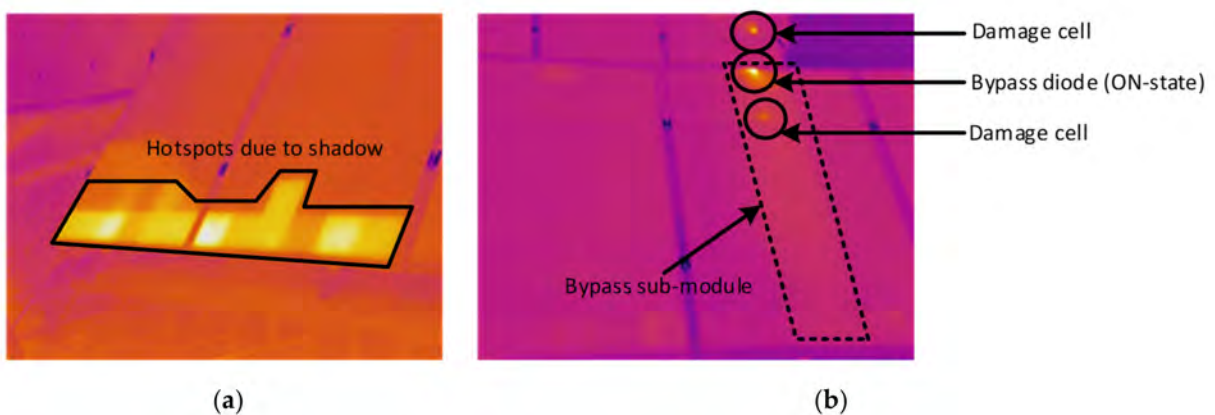 Hotspots due to shadow
Damage cell
Bypass diode (ON-state)
Damage cell
Bypass sub-module
(a)
(b)